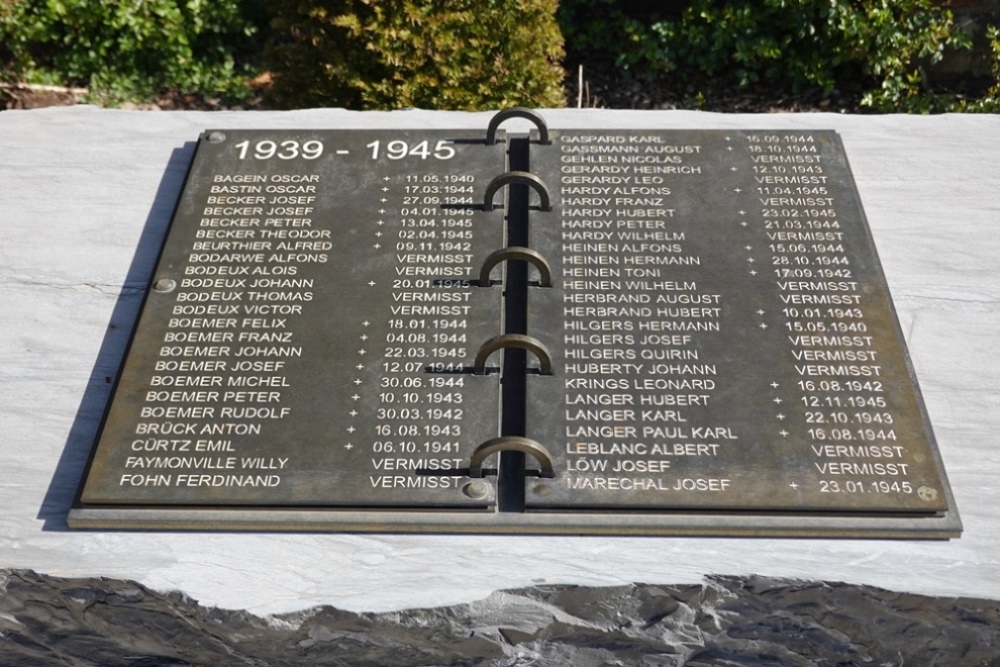 1939 - 1945
BAGEIN OSCAR + 11.05.1940
BASTIN OSCAR + 17.03.1944
BECKER JOSEF + 27.09.1944
BECKER JOSEF + 04.01.1945
BECKER PETER + 13.04.1945
BECKER THEODOR + 02.04.1945
BEURTHIER ALFRED + 09.11.1942
BODARWE ALFONS VERMISST
BODEUX ALOIS VERMISST
BODEUX JOHANN + 20.01.1945
BODEUX THOMAS VERMISST
BODEUX VICTOR VERMISST
BOEMER FELIX + 18.01.1944
BOEMER FRANZ + 04.08.1944
BOEMER JOHANN + 22.03.1945
BOEMER JOSEF + 12.07.1944
BOEMER MICHEL + 30.06.1944
BOEMER PETER + 10.10.1943
BOEMER RUDOLF + 30.03.1942
BRÜCK ANTON + 16.08.1943
CÜRTZ EMIL + 06.10.1941
FAYMONVILLE WILLY VERMISST
FOHN FERDINAND VERMISST
GASPARD KARL + 15.09.1944
GASSMANN AUGUST + 18.10.1944
GEHLEN NICOLAS VERMISST
GERARDY HEINRICH + 12.10.1943
GERARDY LEO VERMISST
HARDY ALFONS + 11.04.1945
HARDY FRANZ VERMISST
HARDY HUBERT + 23.02.1945
HARDY PETER + 21.03.1944
HARDY WILHELM VERMISST
HEINEN ALFONS + 15.06.1944
HEINEN HERMANN + 28.10.1944
HEINEN TONI + 17.09.1942
HEINEN WILHELM VERMISST
HERBRAND AUGUST VERMISST
HERBRAND HUBERT + 10.01.1943
HILGERS HERMANN + 15.05.1940
HILGERS JOSEF VERMISST
HILGERS QUIRIN VERMISST
HUBERTY JOHANN VERMISST
KRINGS LEONARD + 16.08.1942
LANGER HUBERT + 12.11.1945
LANGER KARL + 22.10.1943
LANGER PAUL KARL + 16.08.1944
LEBLANC ALBERT VERMISST
LÖW JOSEF VERMISST
MARECHAL JOSEF + 23.01.1945